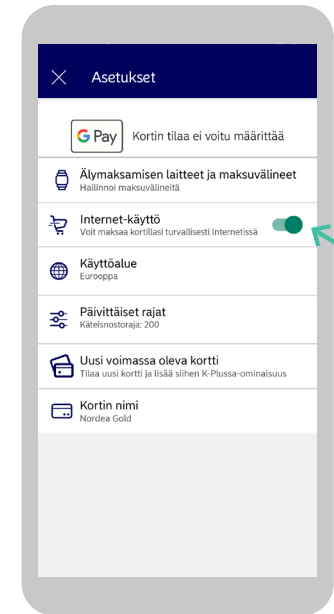 Asetukset
G Pay Kortin tilaa ei voitu määrittää
Älymaksamisen laitteet ja maksuvälineet
Hallinnoi maksuvälineitä
Internet-käyttö
Voit maksaa kortillasi turvallisesti Internetissä
Käyttöalue
Eurooppa
Päivittäiset rajat
Käteisnostoraja: 200
Uusi voimassa oleva kortti
Tilaa uusi kortti ja lisää siihen K-Plussa-ominaisuus
Kortin nimi
Nordea Gold